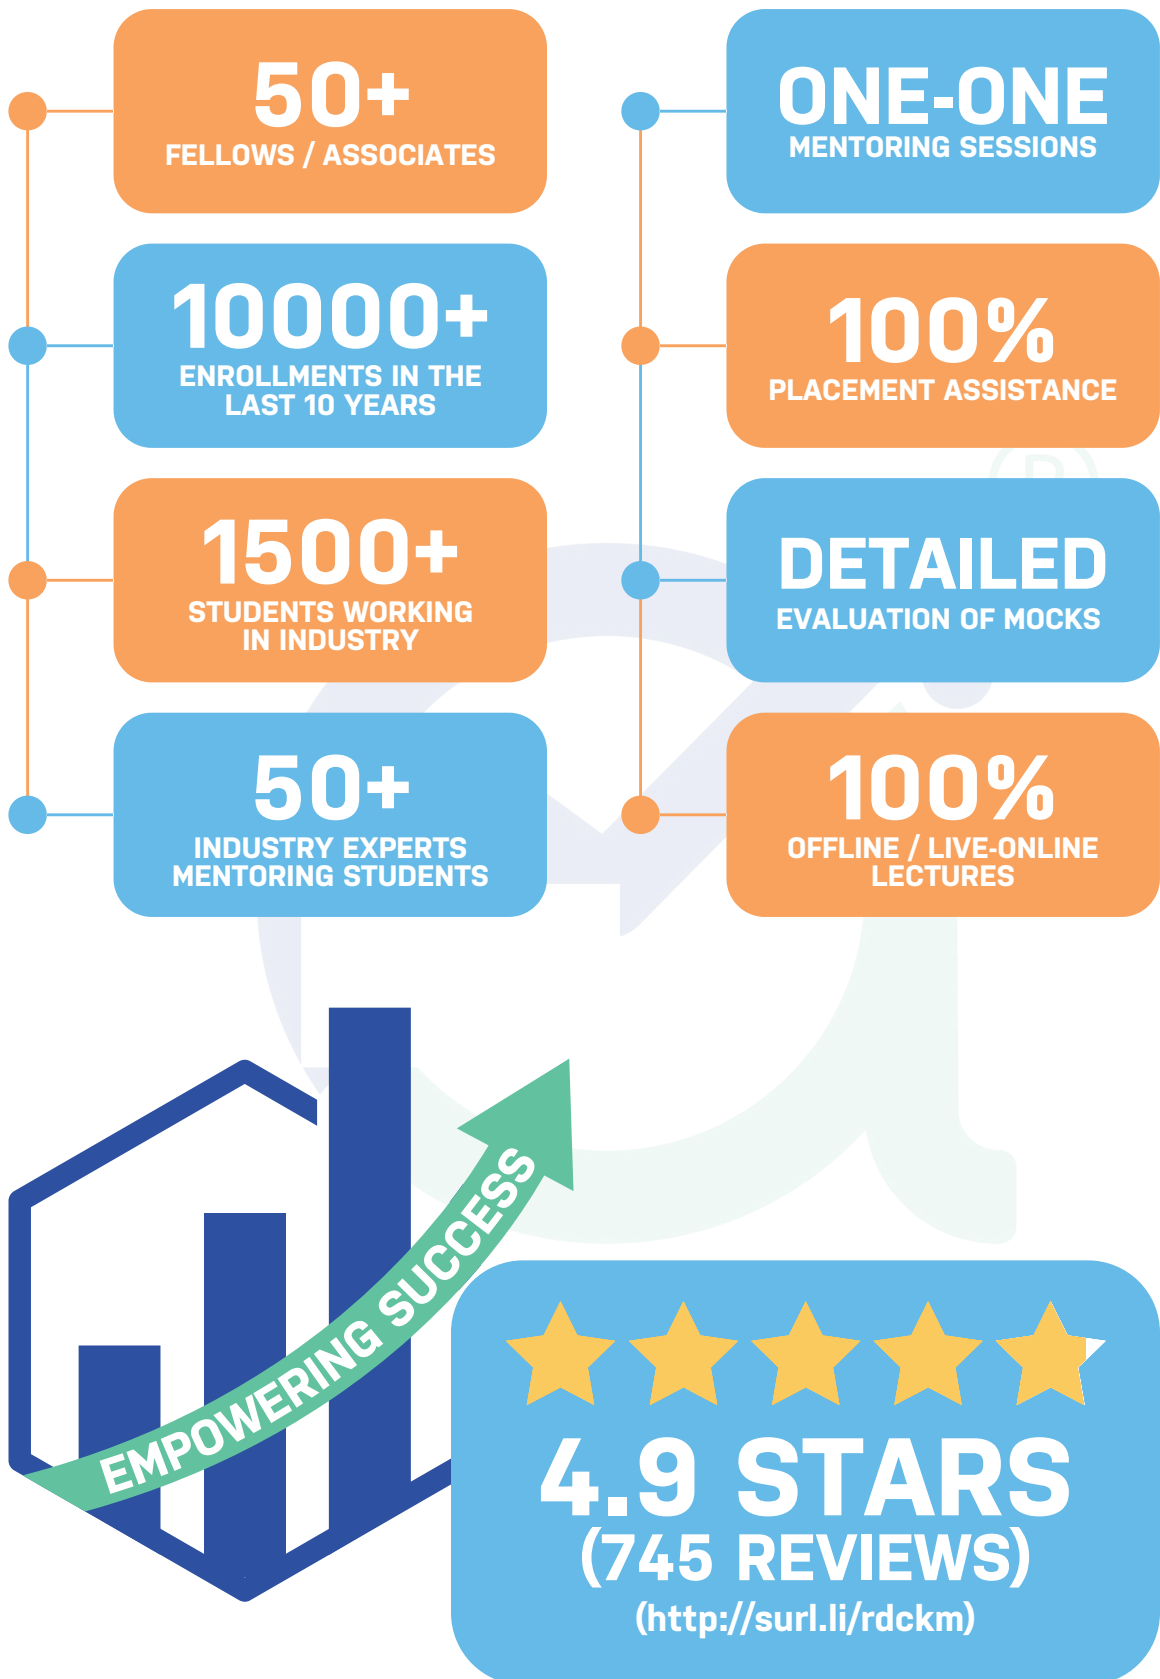 50+
FELLOWS / ASSOCIATES
10000+
ENROLLMENTS IN THE
LAST 10 YEARS
1500+
STUDENTS WORKING
IN INDUSTRY
50+
INDUSTRY EXPERTS
MENTORING STUDENTS
ONE-ONE
MENTORING SESSIONS
100%
PLACEMENT ASSISTANCE
DETAILED
EVALUATION OF MOCKS
100%
OFFLINE / LIVE-ONLINE
LECTURES
EMPOWERING SUCCESS
4.9 STARS
(745 REVIEWS)
(http://surl.li/rdckm)